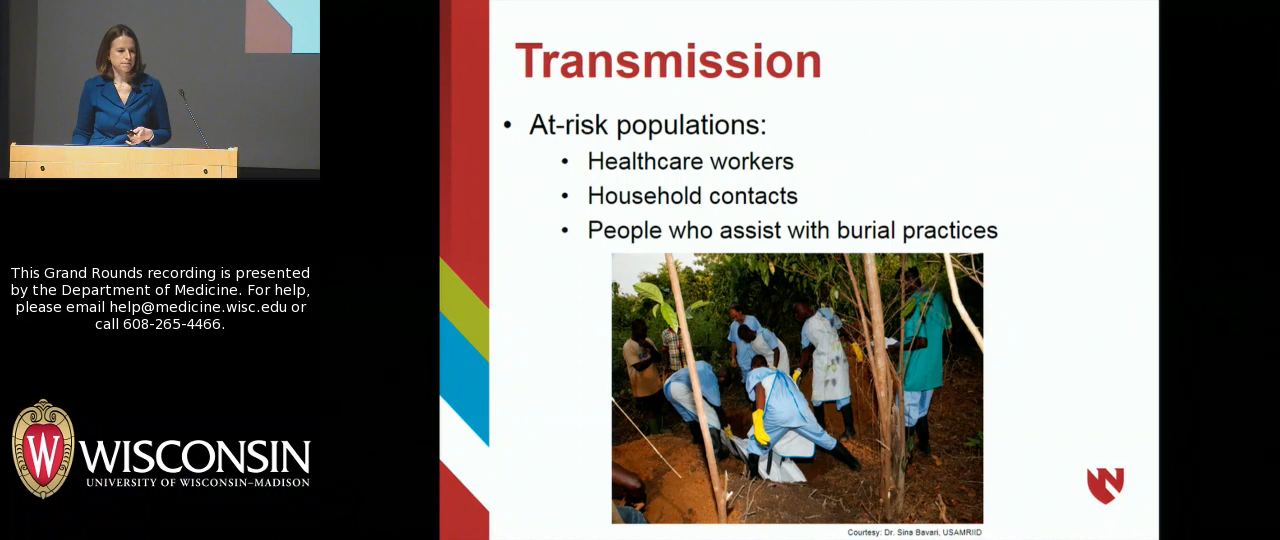 Transmission
• At-risk populations:
• Healthcare workers
• Household contacts
• People who assist with burial practices
Courtesy: Dr. Sina Bavari, USAMRIID
This Grand Rounds recording is presented
by the Department of Medicine. For help,
please email help@medicine.wisc.edu or
call 608-265-4466.
W
WISCONSIN
UNIVERSITY OF WISCONSIN–MADISON
N